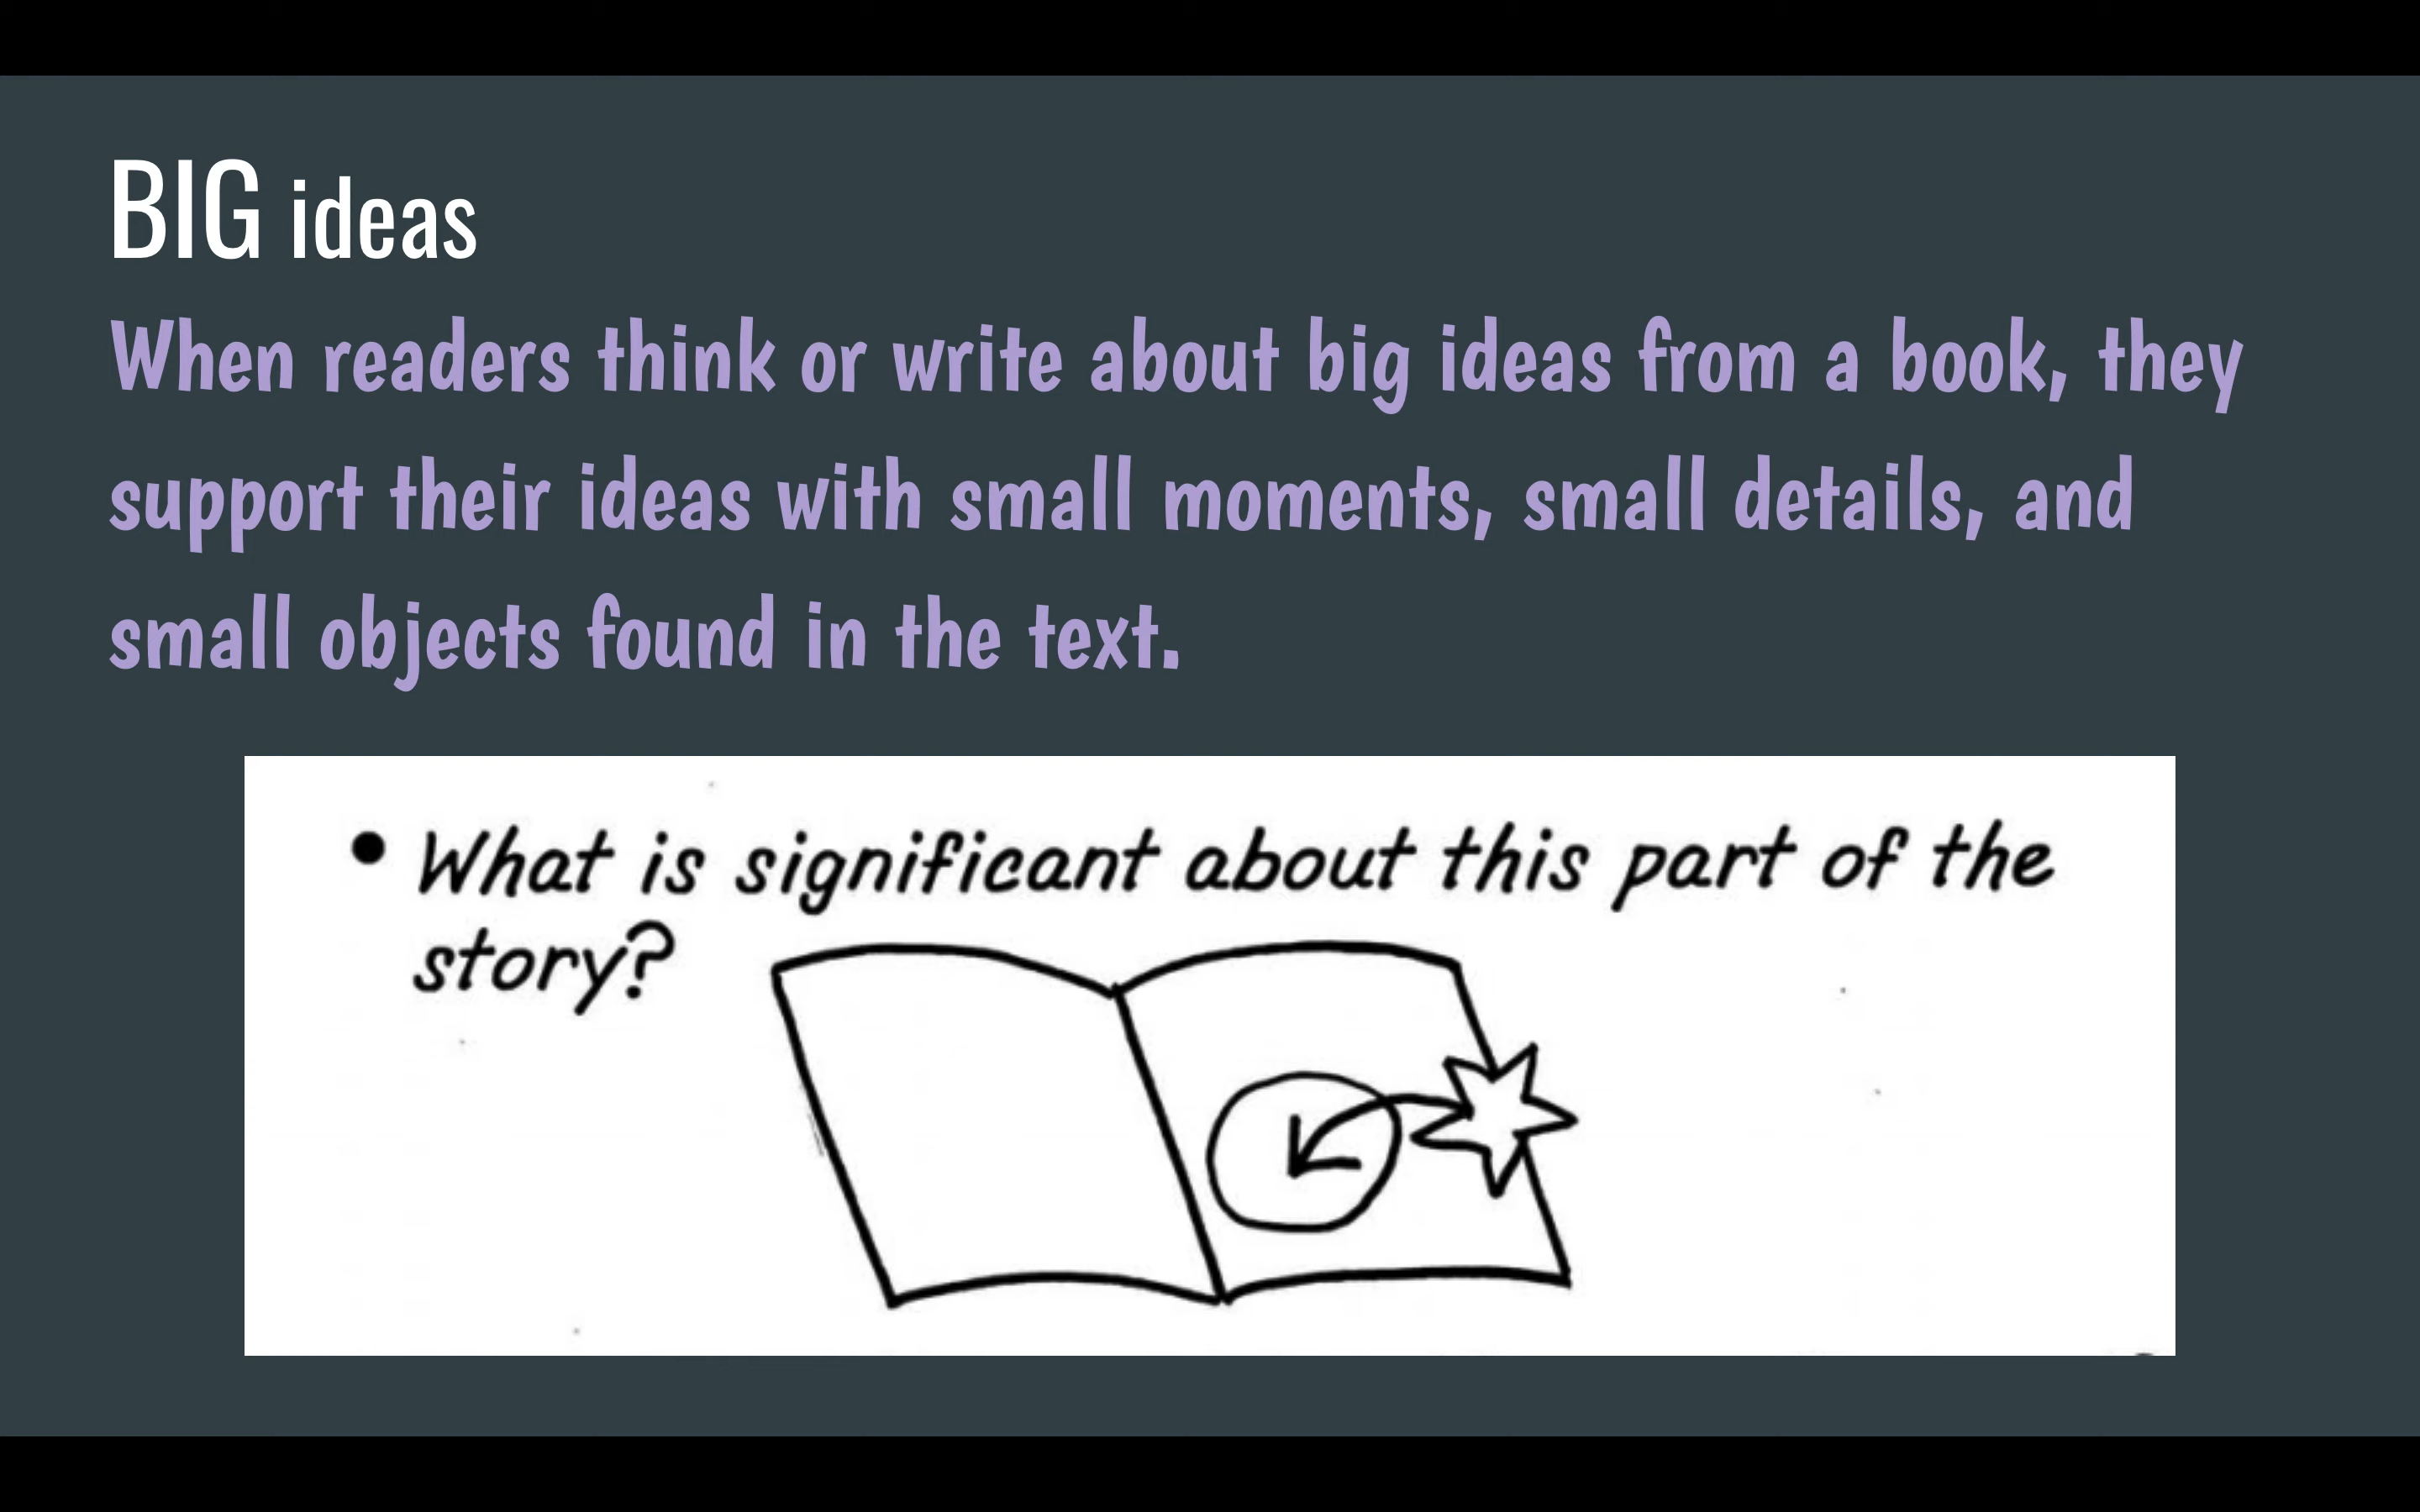 BIG ideas
When readers think or write about big ideas from a book, they
support their ideas with small moments, small details, and
small objects found in the text.
• What is significant about this part of the
story?